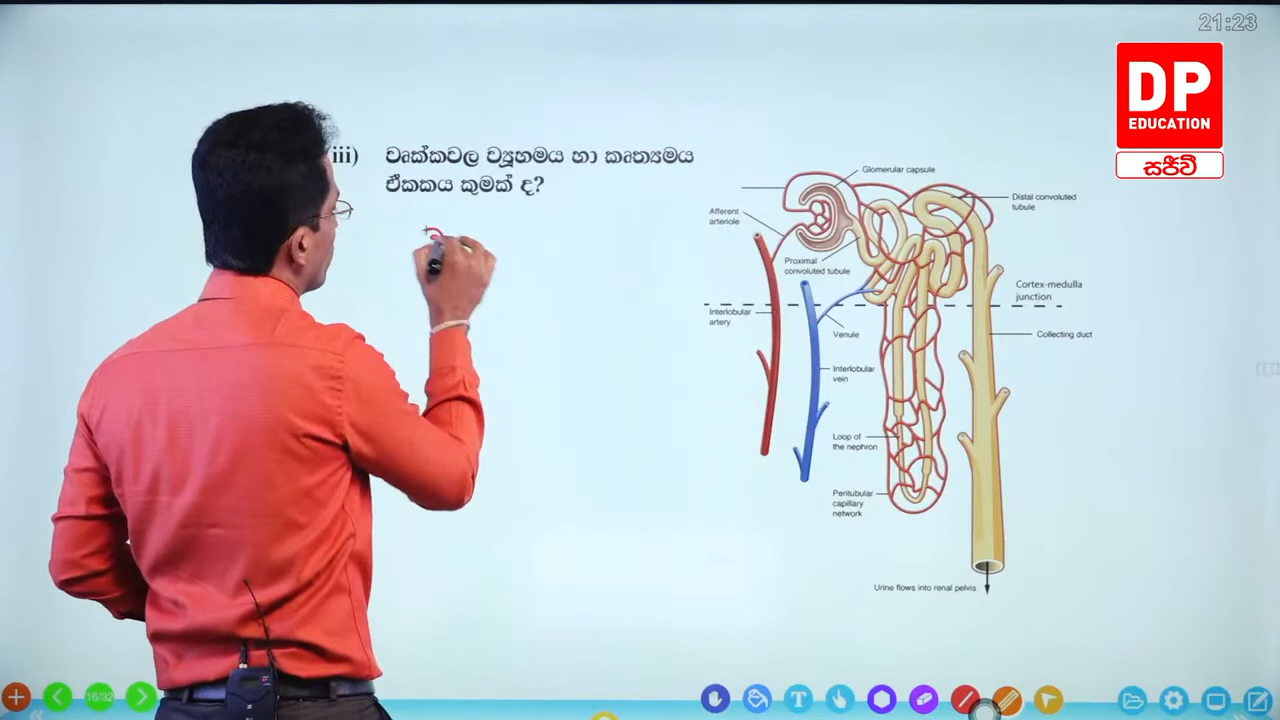 21:23
DP
EDUCATION
සජීවී
iii) වෘක්කවල ව්‍යූහමය හා කෘත්‍යමය
ඒකකය කුමක් ද?
Glomerular capsule
Distal convoluted
tubule
Afferent
arteriole
Proximal
convoluted tubule
Cortex-medulla
junction
Interlobular
artery
Venule
Collecting duct
Interlobular
vein
Loop of
the nephron
Peritubular
capillary
network
Urine flows into renal pelvis
16/32